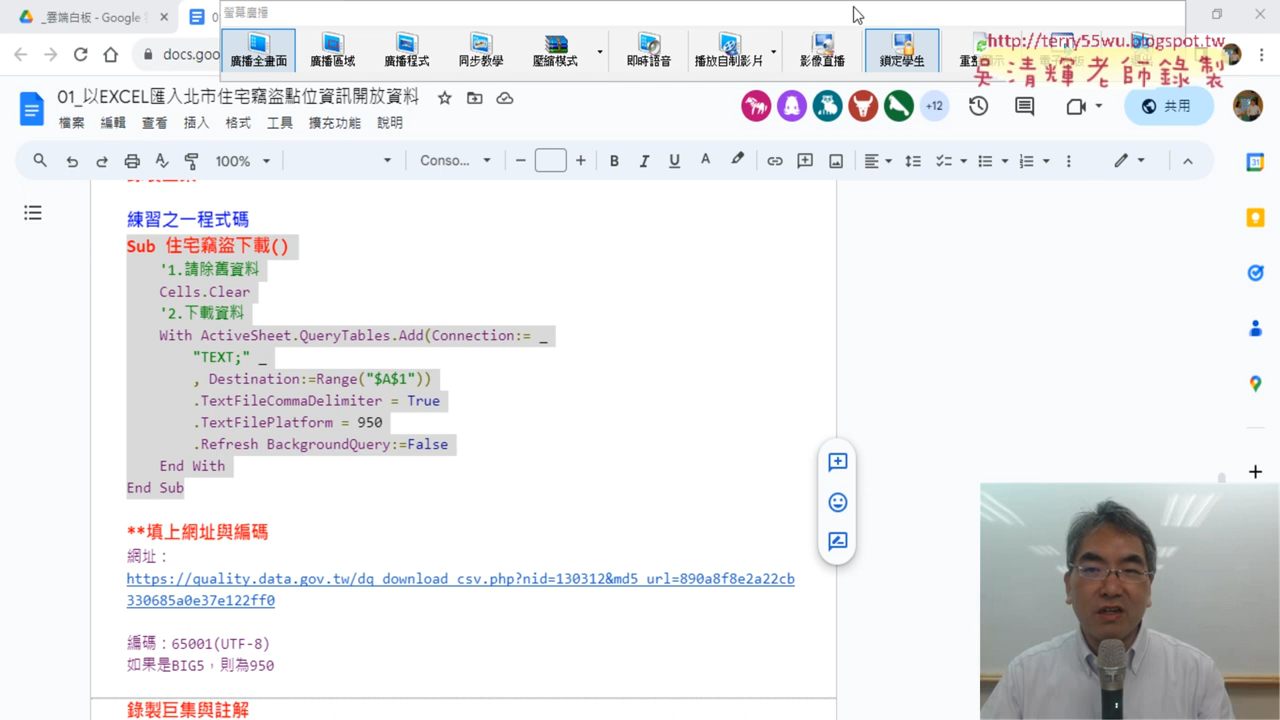 _雲端白板 - Google
螢幕廣播
廣播全畫面
廣播區域
廣播程式
同步教學
壓縮模式
即時語音
播放自制影片
影像直播
鎖定學生
http://terry55wu.blogspot.tw
吳清輝老師錄製
docs.goo
01_以EXCEL匯入北市住宅竊盜點位資訊開放資料
+12
共用
檔案 編輯 查看 插入 格式 工具 擴充功能 說明
100%
Conso...
練習之一程式碼
Sub 住宅竊盜下載()
'1.請除舊資料
Cells.Clear
'2.下載資料
With ActiveSheet.QueryTables.Add(Connection:= _
"TEXT;" _
, Destination:=Range("$A$1"))
.TextFileCommaDelimiter = True
.TextFilePlatform = 950
.Refresh BackgroundQuery:=False
End With
End Sub
**填上網址與編碼
網址：
https://quality.data.gov.tw/dq_download_csv.php?nid=130312&md5_url=890a8f8e2a22cb
330685a0e37e122ff0
編碼：65001(UTF-8)
如果是BIG5，則為950
錄製巨集與註解